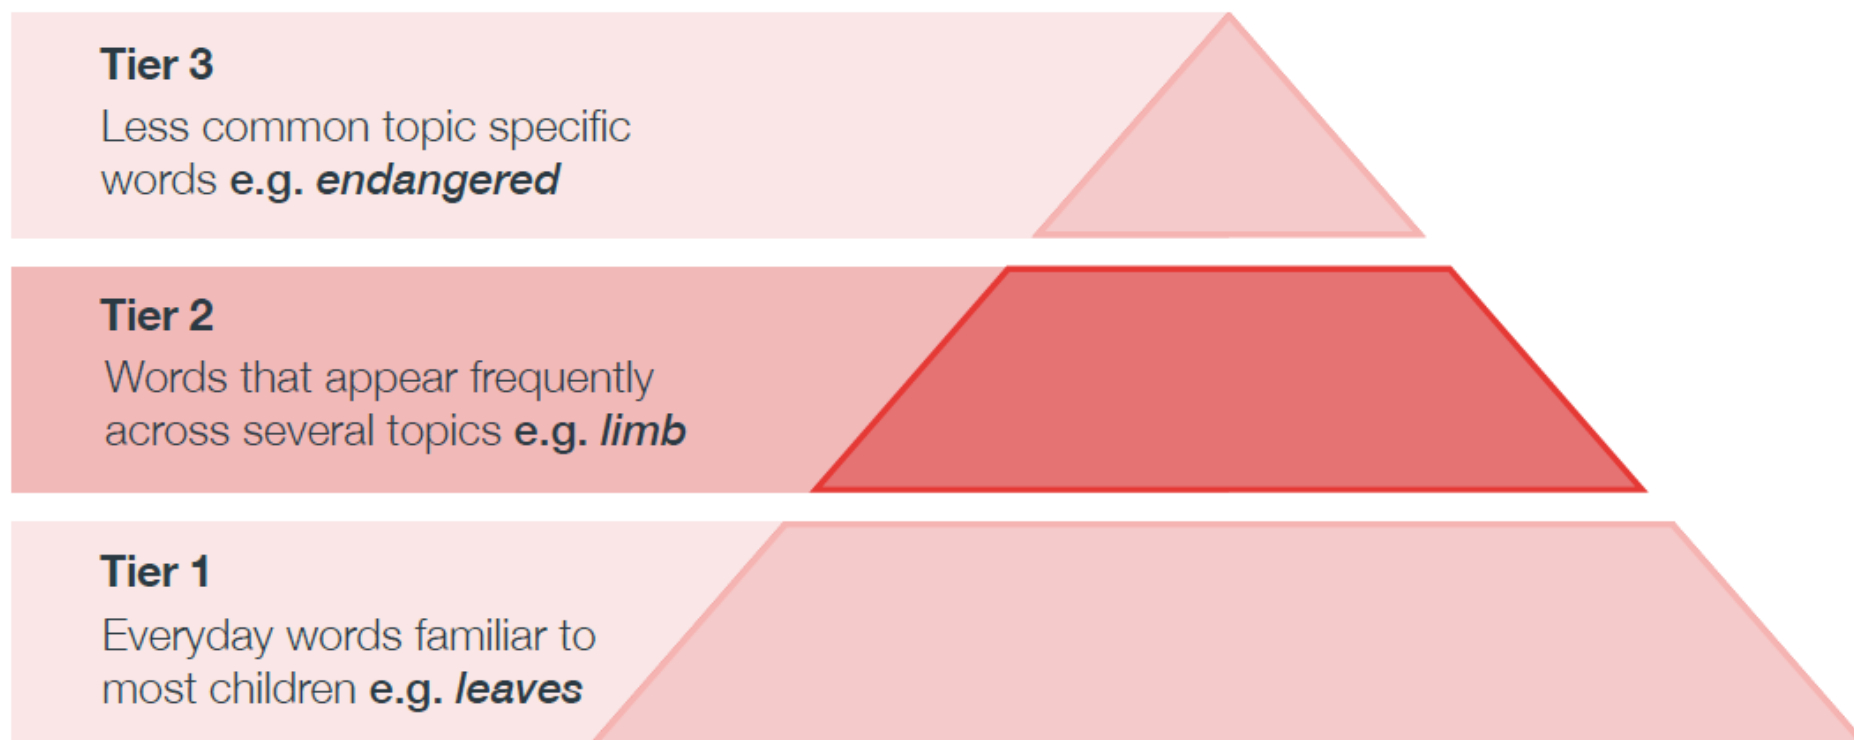 Tier 3
Less common topic specific
words e.g. endangered
Tier 2
Words that appear frequently
across several topics e.g. limb
Tier 1
Everyday words familiar to
most children e.g. leaves